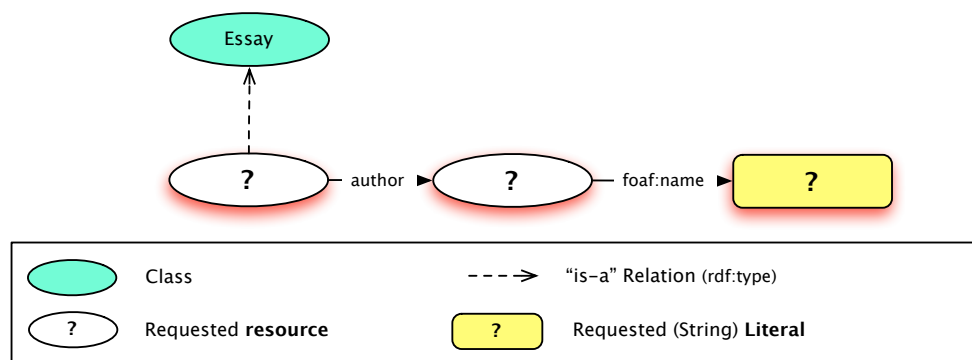 Essay
? author ? foaf:name ?
Class
“is-a” Relation (rdf:type)
? Requested resource
? Requested (String) Literal